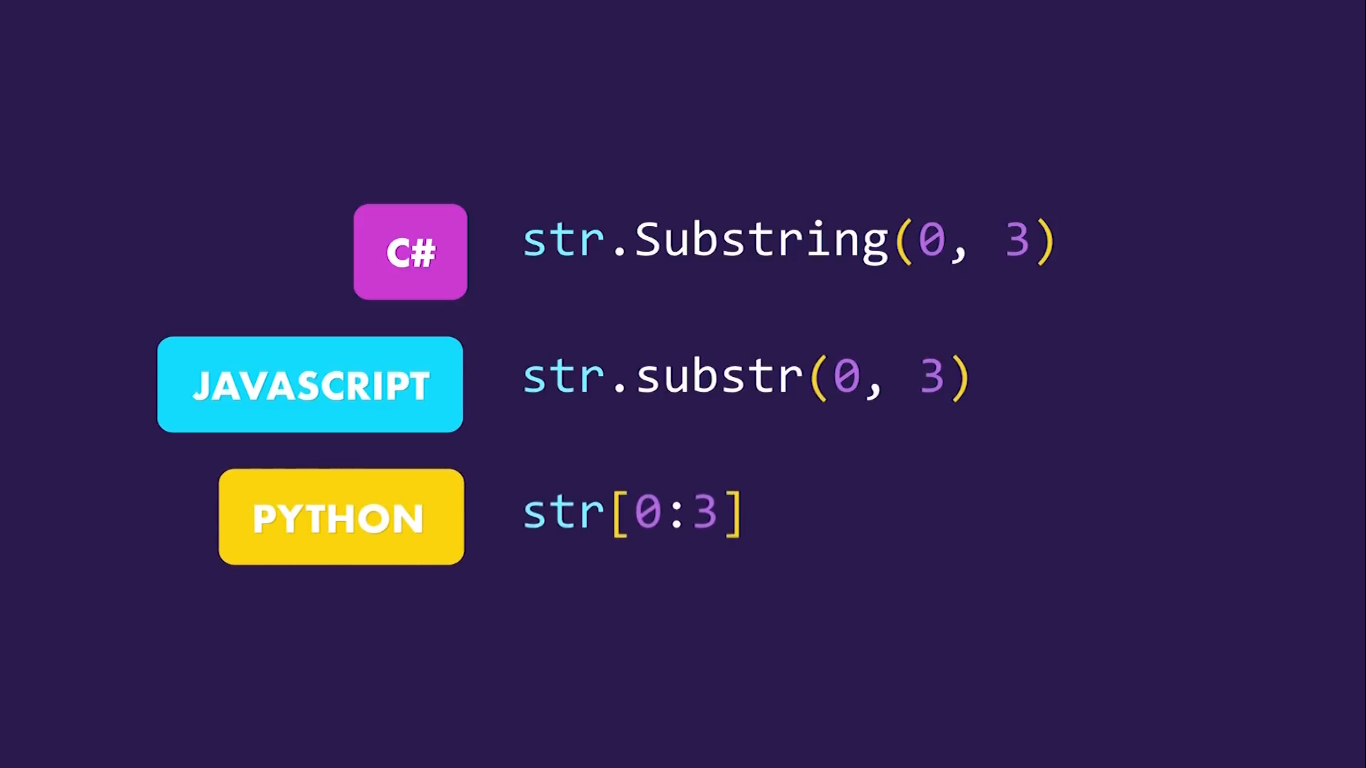 C# str.Substring(0, 3)
JAVASCRIPT str.substr(0, 3)
PYTHON str[0:3]